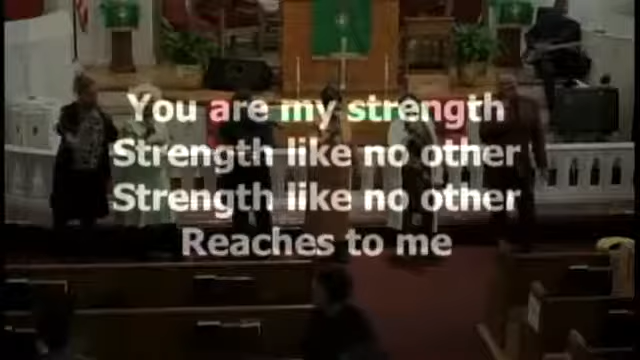 You are my strength
Strength like no other
Strength like no other
Reaches to me